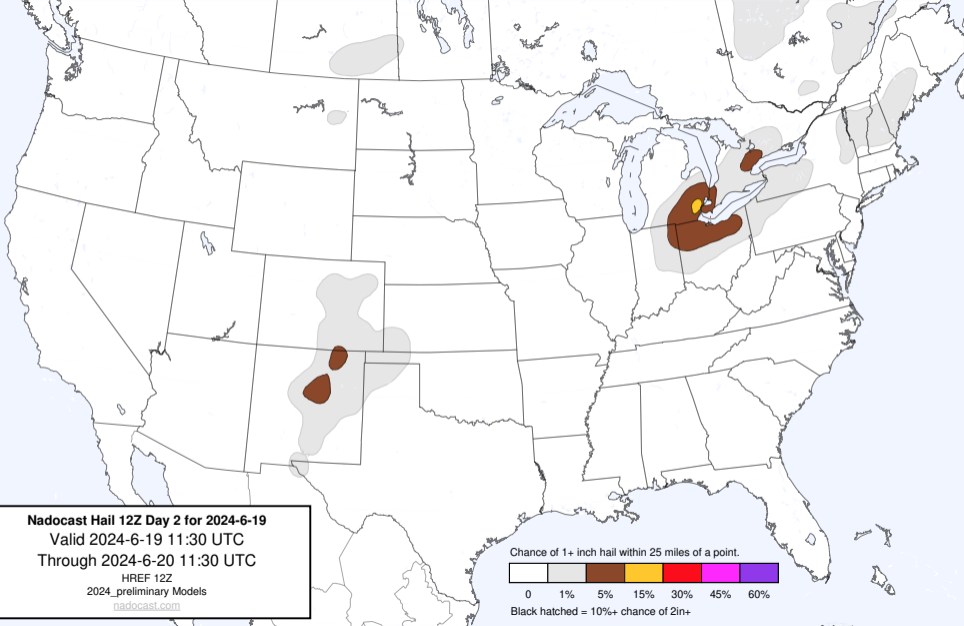 Nadocast Hail 12Z Day 2 for 2024-6-19
Valid 2024-6-19 11:30 UTC
Through 2024-6-20 11:30 UTC
HREF 12Z
2024_preliminary Models
nadocast.com
Chance of 1+ inch hail within 25 miles of a point.
0 1% 5% 15% 30% 45% 60%
Black hatched = 10%+ chance of 2in+